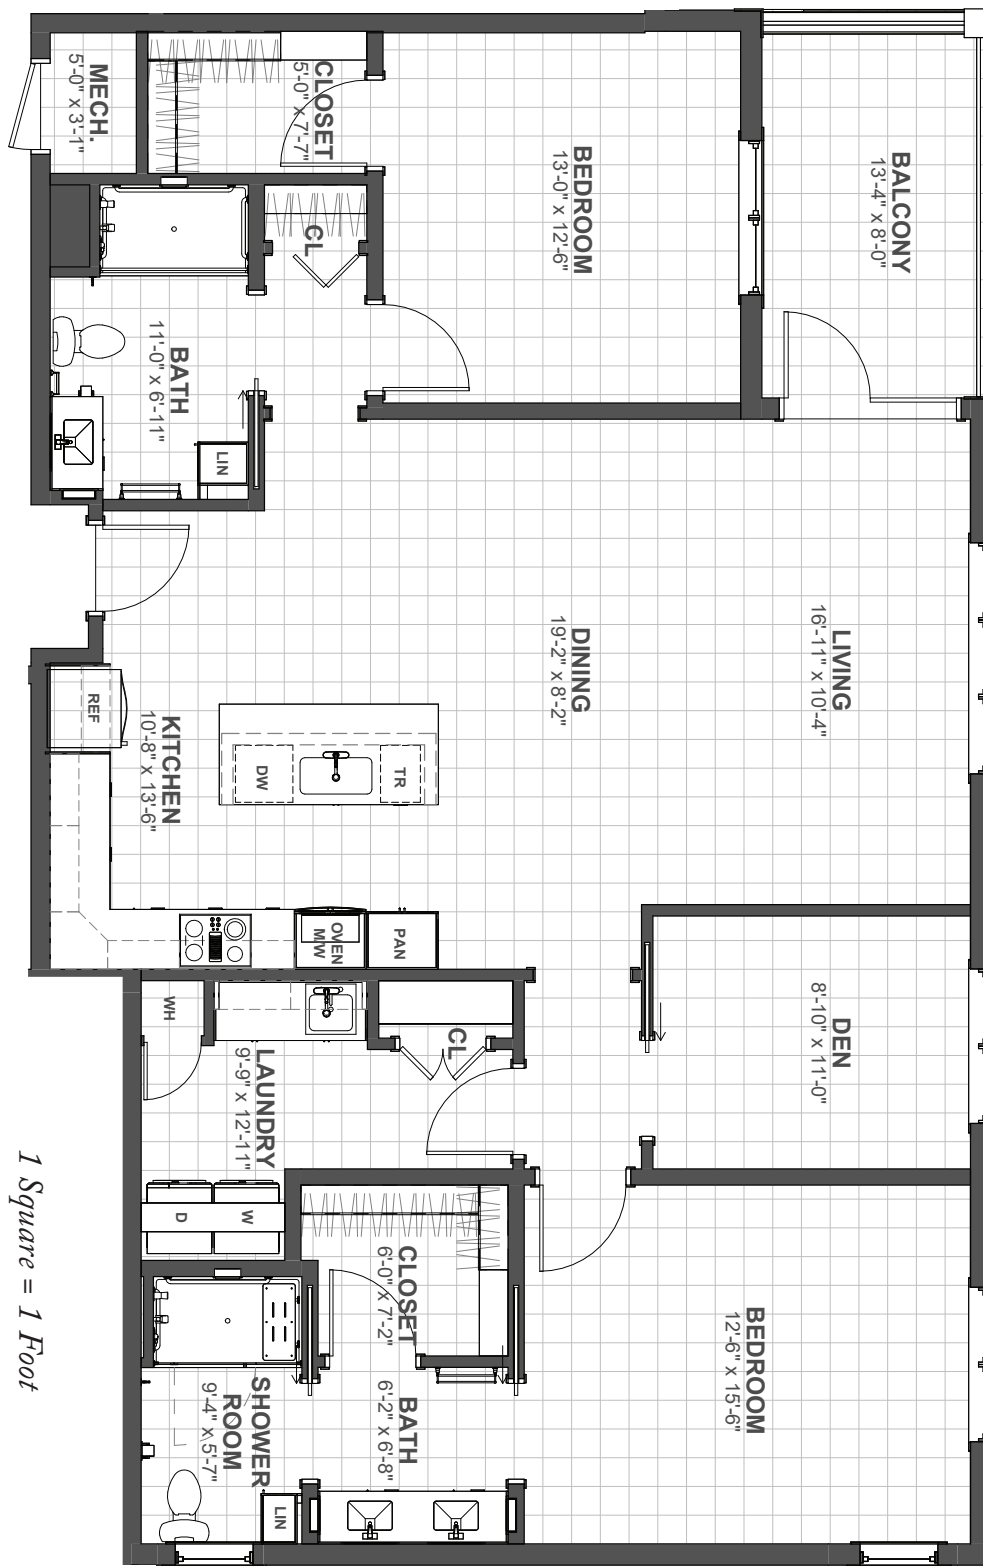 MECH.
5'-0" x 3'-1"
CLOSET
5'-0" x 7'-7"
BEDROOM
13'-0" x 12'-6"
BALCONY
13'-4" x 8'-0"
CL
BATH
11'-0" x 6'-11"
LIN
LIVING
16'-11" x 10'-4"
DINING
19'-2" x 8'-2"
KITCHEN
10'-8" x 13'-6"
REF
DW
TR
OVEN
MW
PAN
WH
CL
LAUNDRY
9'-9" x 12'-11"
DEN
8'-10" x 11'-0"
D
W
CLOSET
6'-0" x 7'-2"
BEDROOM
12'-6" x 15'-6"
BATH
6'-2" x 6'-8"
SHOWER
ROOM
9'-4" x 5'-7"
LIN
1 Square = 1 Foot